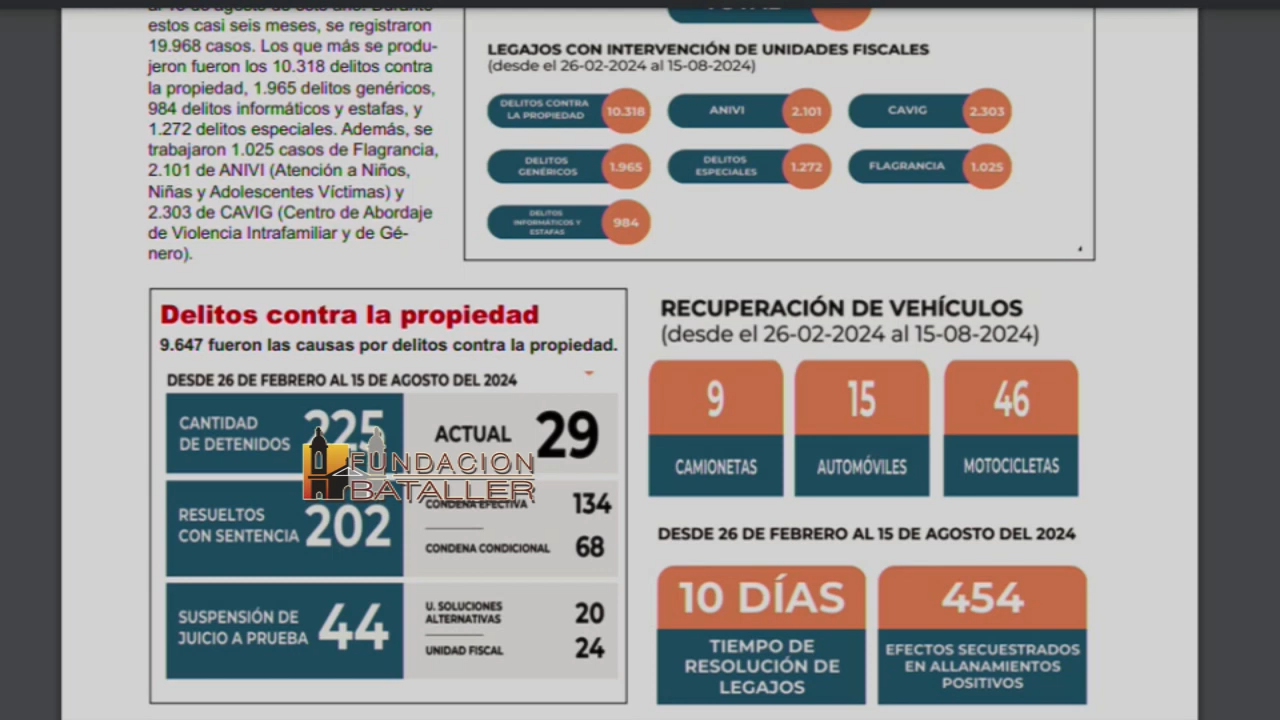 estos casi seis meses, se registraron
19.968 casos. Los que más se produ-
jeron fueron los 10.318 delitos contra
la propiedad, 1.965 delitos genéricos,
984 delitos informáticos y estafas, y
1.272 delitos especiales. Además, se
trabajaron 1.025 casos de Flagrancia,
2.101 de ANIVI (Atención a Niños,
Niñas y Adolescentes Víctimas) y
2.303 de CAVIG (Centro de Abordaje
de Violencia Intrafamiliar y de Gé-
nero).
LEGAJOS CON INTERVENCIÓN DE UNIDADES FISCALES
(desde el 26-02-2024 al 15-08-2024)
DELITOS CONTRA
LA PROPIEDAD
10.318
ANIVI
2.101
CAVIG
2.303
DELITOS
GENÉRICOS
1.965
DELITOS
ESPECIALES
1.272
FLAGRANCIA
1.025
DELITOS
INFORMÁTICOS Y
ESTAFAS
984
Delitos contra la propiedad
9.647 fueron las causas por delitos contra la propiedad.
DESDE 26 DE FEBRERO AL 15 DE AGOSTO DEL 2024
CANTIDAD
DE DETENIDOS
225
ACTUAL
29
FUNDACION
BATALLER
RESUELTOS
CON SENTENCIA
202
CONDENA EFECTIVA
134
CONDENA CONDICIONAL
68
SUSPENSIÓN DE
JUICIO A PRUEBA
44
U. SOLUCIONES
ALTERNATIVAS
20
UNIDAD FISCAL
24
RECUPERACIÓN DE VEHÍCULOS
(desde el 26-02-2024 al 15-08-2024)
9
CAMIONETAS
15
AUTOMÓVILES
46
MOTOCICLETAS
DESDE 26 DE FEBRERO AL 15 DE AGOSTO DEL 2024
10 DÍAS
TIEMPO DE
RESOLUCIÓN DE
LEGAJOS
454
EFECTOS SECUESTRADOS
EN ALLANAMIENTOS
POSITIVOS